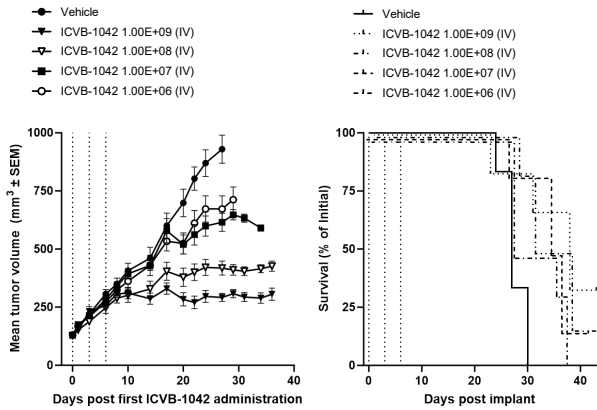 Vehicle
ICVB-1042 1.00E+09 (IV)
ICVB-1042 1.00E+08 (IV)
ICVB-1042 1.00E+07 (IV)
ICVB-1042 1.00E+06 (IV)
Mean tumor volume (mm³ ± SEM)
1000
750
500
250
0
0 10 20 30 40
Days post first ICVB-1042 administration
Vehicle
ICVB-1042 1.00E+09 (IV)
ICVB-1042 1.00E+08 (IV)
ICVB-1042 1.00E+07 (IV)
ICVB-1042 1.00E+06 (IV)
Survival (% of Initial)
100
75
50
25
0
0 10 20 30 40
Days post implant